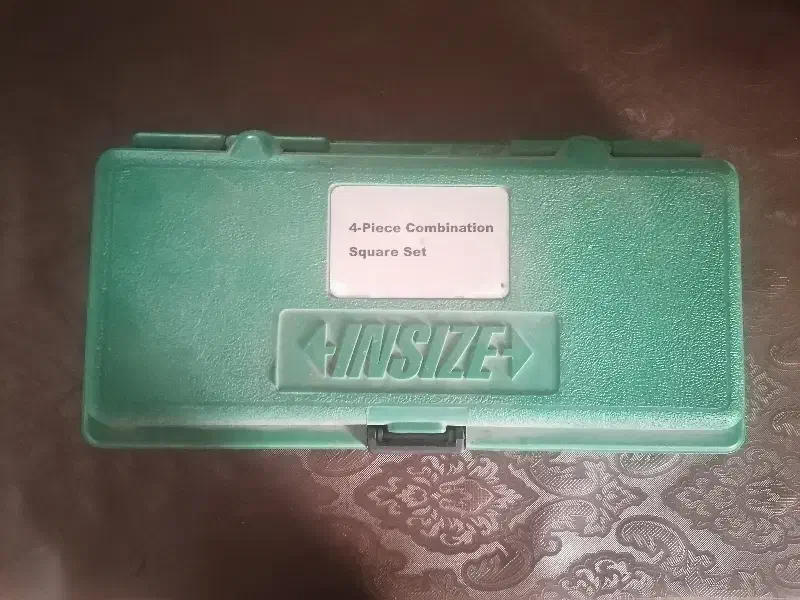 4-Piece Combination
Square Set
INSIZE